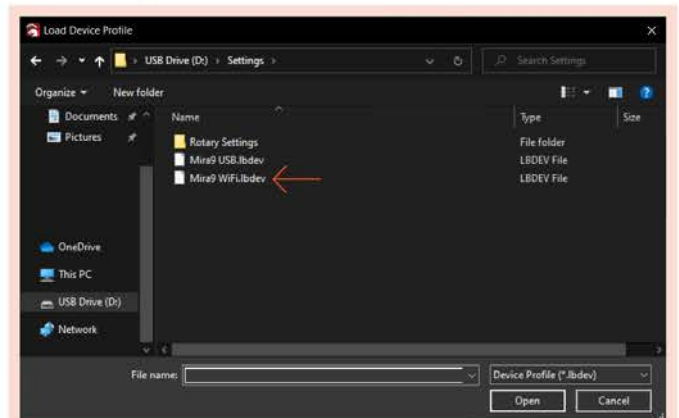 Load Device Profile
USB Drive (D:) › Settings ›
Search Settings
Organize
New folder
Documents
Pictures
OneDrive
This PC
USB Drive (D:)
Network
Name
Type
Size
Rotary Settings
File folder
Mira9 USB.lbdev
LBDEV File
Mira9 WiFi.lbdev
LBDEV File
File name:
Device Profile (*.lbdev)
Open
Cancel